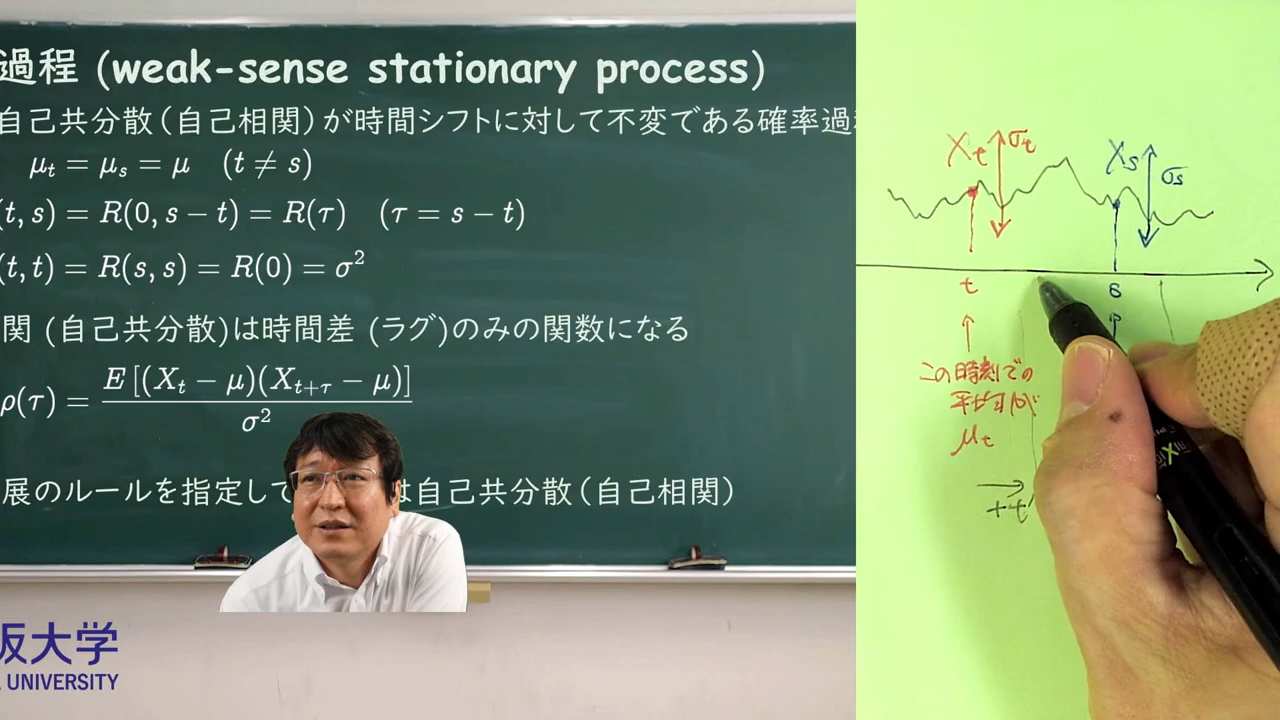 過程 (weak-sense stationary process)
自己共分散（自己相関）が時間シフトに対して不変である確率過
μ_t = μ_s = μ (t ≠ s)
(t, s) = R(0, s − t) = R(τ) (τ = s − t)
(t, t) = R(s, s) = R(0) = σ²
関 (自己共分散)は時間差 (ラグ)のみの関数になる
ρ(τ) = E [(X_t − μ)(X_{t+τ} − μ)] / σ²
展のルールを指定して は自己共分散（自己相関）
阪大学
UNIVERSITY
X_t σ_t X_s σ_s
t s
この時刻での
平均が
μ_t
+t'